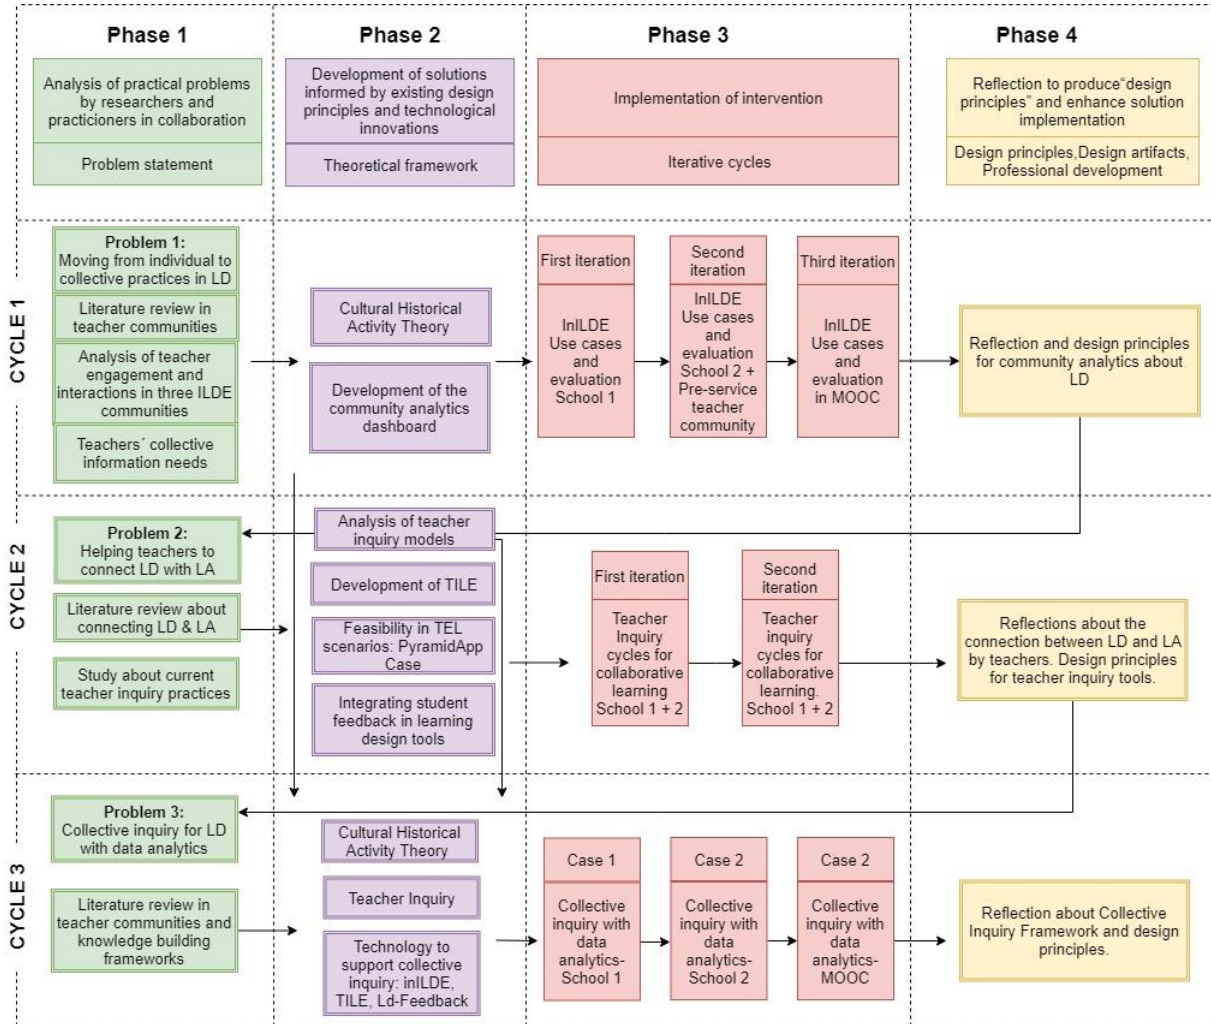 Phase 1
Phase 2
Phase 3
Phase 4
Analysis of practical problems
by researchers and
practicioners in collaboration
Problem statement
Development of solutions
informed by existing design
principles and technological
innovations
Theoretical framework
Implementation of intervention
Iterative cycles
Reflection to produce“design
principles” and enhance solution
implementation
Design principles,Design artifacts,
Professional development
CYCLE 1
Problem 1:
Moving from individual to
collective practices in LD
Literature review in
teacher communities
Analysis of teacher
engagement and
interactions in three ILDE
communities
Teachers´ collective
information needs
Cultural Historical
Activity Theory
Development of the
community analytics
dashboard
First iteration
InILDE
Use cases
and
evaluation
School 1
Second
iteration
InILDE
Use cases
and
evaluation
School 2 +
Pre-service
teacher
community
Third iteration
InILDE
Use cases
and
evaluation
in MOOC
Reflection and design principles
for community analytics about
LD
CYCLE 2
Problem 2:
Helping teachers to
connect LD with LA
Literature review about
connecting LD & LA
Study about current
teacher inquiry practices
Analysis of teacher
inquiry models
Development of TILE
Feasibility in TEL
scenarios: PyramidApp
Case
Integrating student
feedback in learning
design tools
First iteration
Teacher
Inquiry
cycles for
collaborative
learning
School 1 + 2
Second
iteration
Teacher
inquiry
cycles for
collaborative
learning.
School 1 + 2
Reflections about the
connection between LD and LA
by teachers. Design principles
for teacher inquiry tools.
CYCLE 3
Problem 3:
Collective inquiry for LD
with data analytics
Literature review in
teacher communities and
knowledge building
frameworks
Cultural Historical
Activity Theory
Teacher Inquiry
Technology to
support collective
inquiry: inILDE,
TILE, Ld-Feedback
Case 1
Collective
inquiry with
data
analytics-
School 1
Case 2
Collective
inquiry with
data
analytics-
School 2
Case 2
Collective
inquiry with
data
analytics-
MOOC
Reflection about Collective
Inquiry Framework and design
principles.